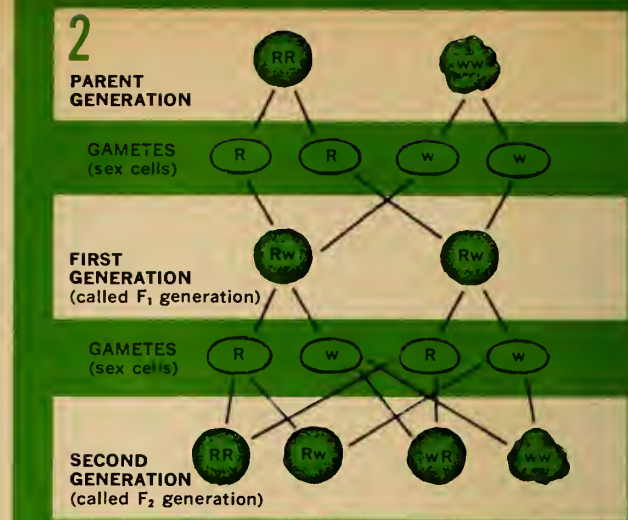 2
PARENT
GENERATION
RR ww
GAMETES
(sex cells)
R R w w
FIRST
GENERATION
(called F₁ generation)
Rw Rw
GAMETES
(sex cells)
R w R w
SECOND
GENERATION
(called F₂ generation)
RR Rw wR ww